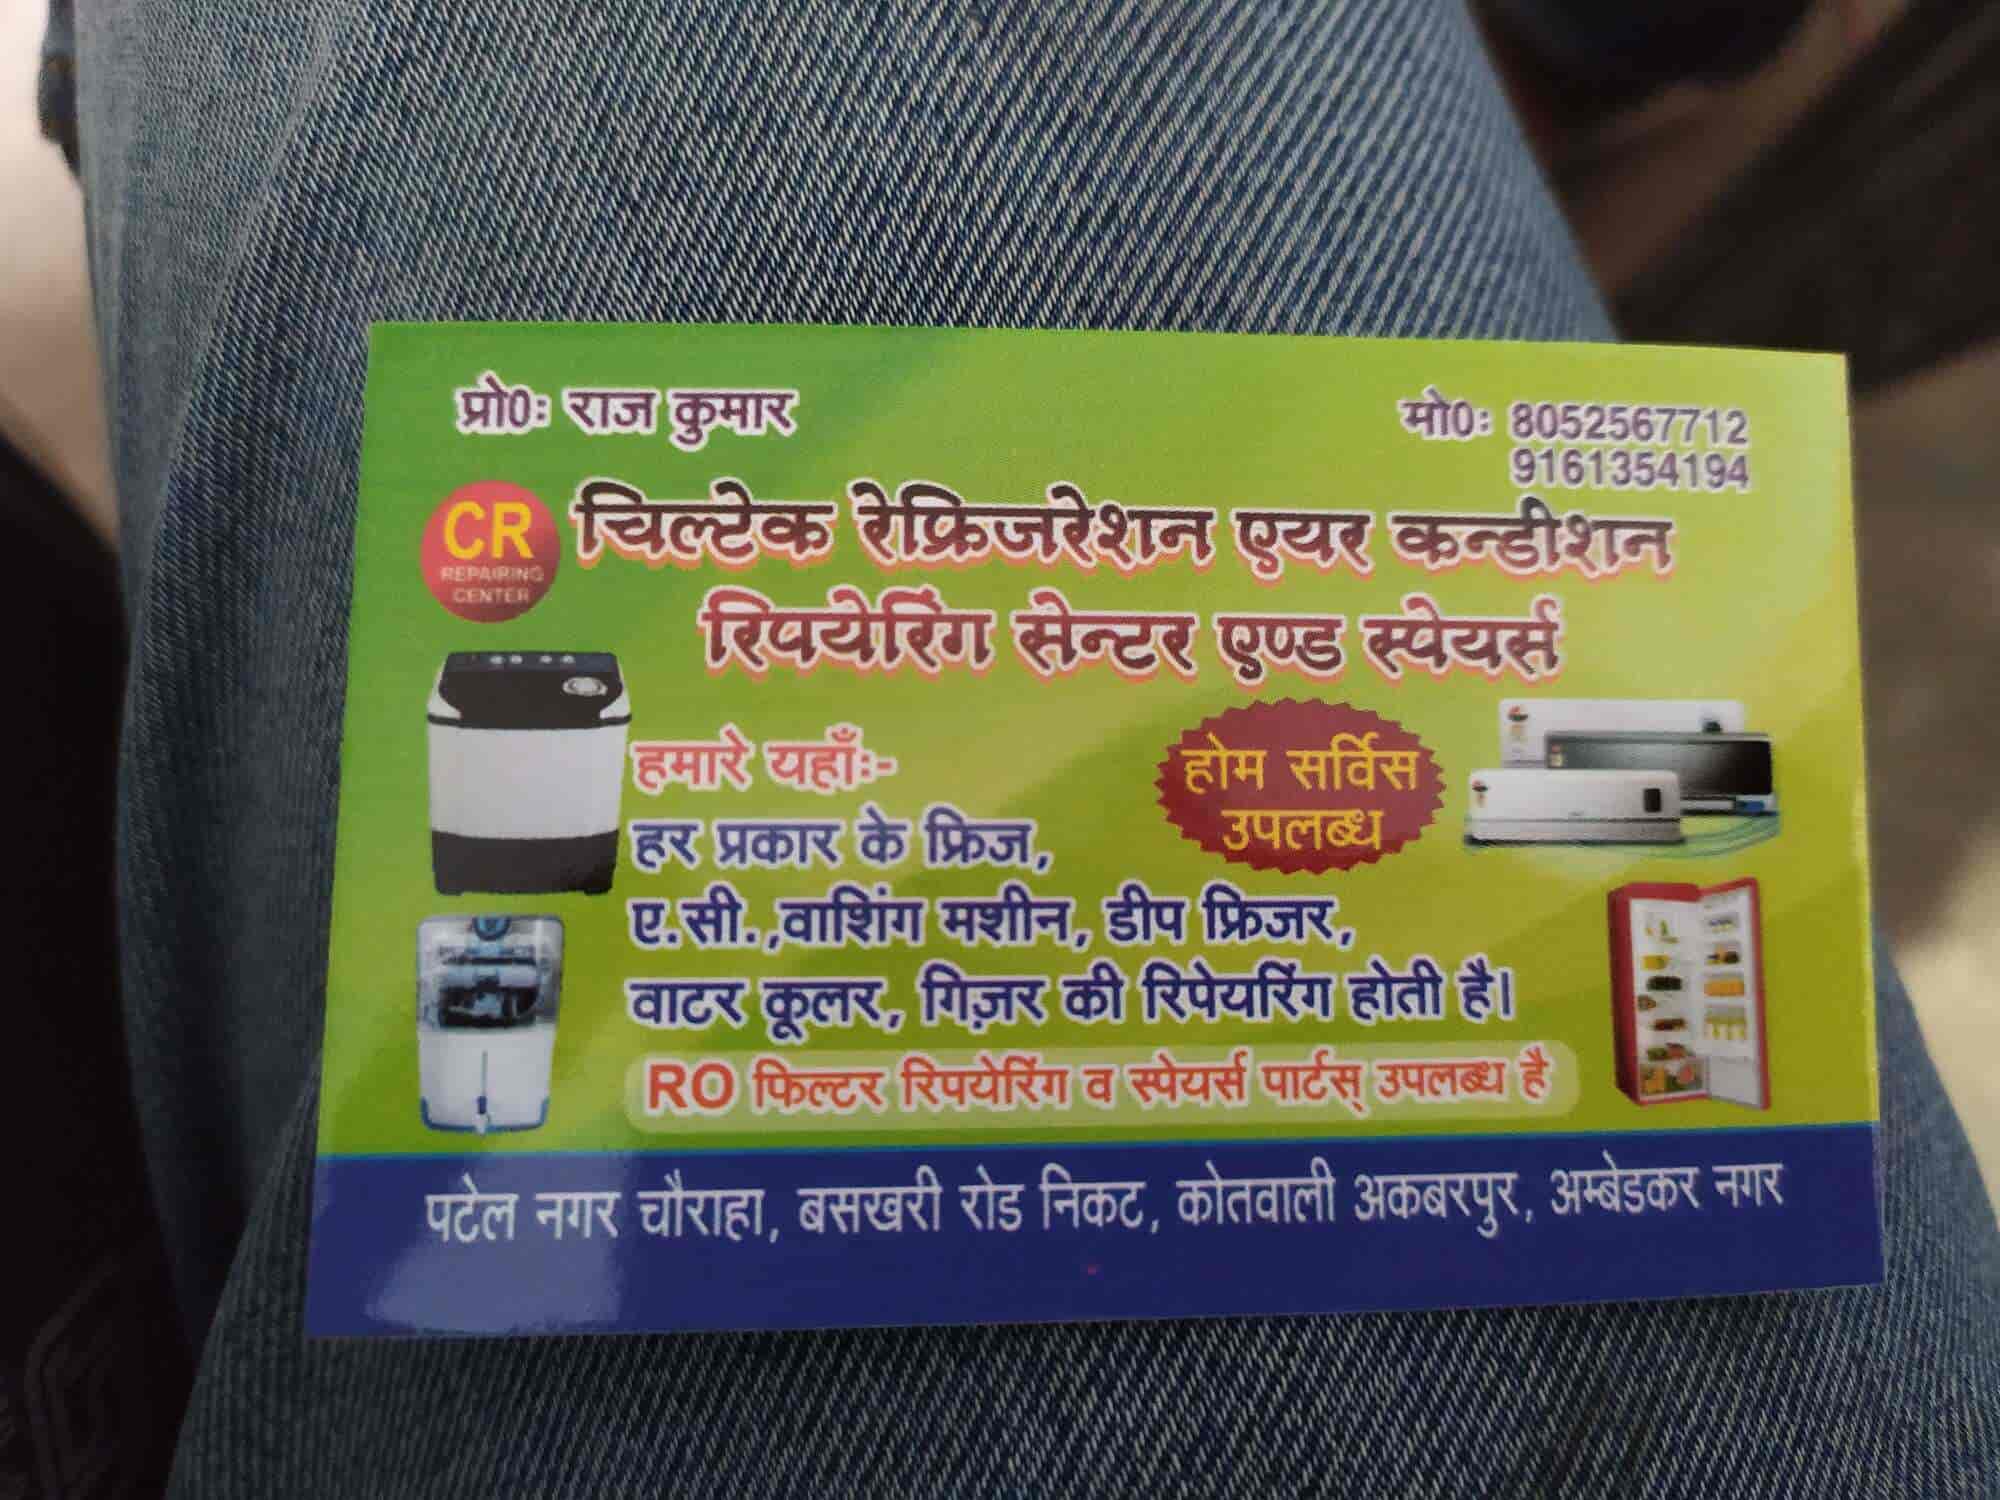 प्रो0: राज कुमार
मो0: 8052567712
9161354194
CR
REPAIRING
CENTER
चिल्टेक रेफ्रिजरेशन एयर कन्डीशन
रिपयेरिंग सेन्टर एण्ड स्पेयर्स
हमारे यहाँ:-
होम सर्विस
उपलब्ध
हर प्रकार के फ्रिज,
ए.सी.,वाशिंग मशीन, डीप फ्रिजर,
वाटर कूलर, गिज़र की रिपेयरिंग होती है।
RO फिल्टर रिपयेरिंग व स्पेयर्स पार्टस् उपलब्ध है
पटेल नगर चौराहा, बसखरी रोड निकट, कोतवाली अकबरपुर, अम्बेडकर नगर